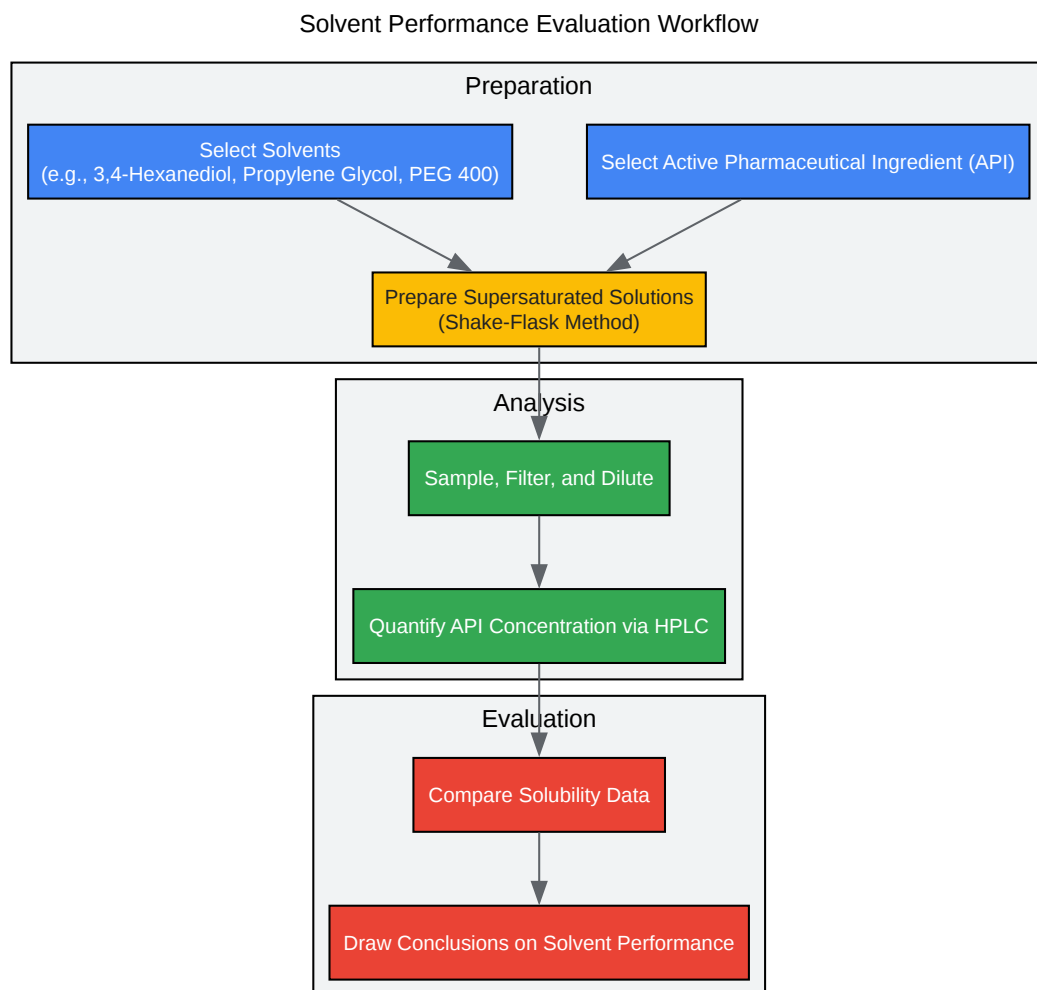 Solvent Performance Evaluation Workflow
Preparation
Select Solvents
(e.g., 3,4-Hexanediol, Propylene Glycol, PEG 400)
Select Active Pharmaceutical Ingredient (API)
Prepare Supersaturated Solutions
(Shake-Flask Method)
Analysis
Sample, Filter, and Dilute
Quantify API Concentration via HPLC
Evaluation
Compare Solubility Data
Draw Conclusions on Solvent Performance